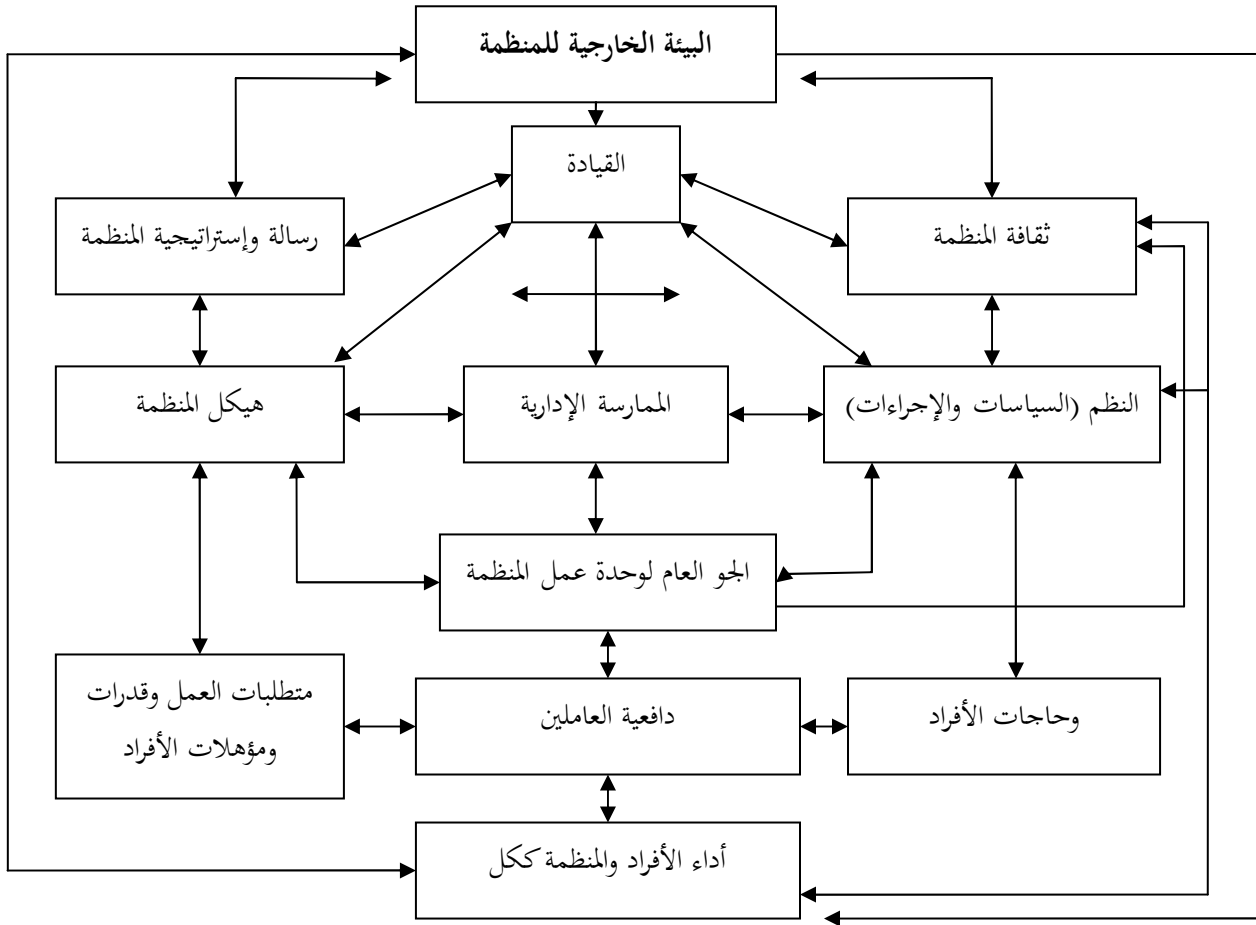 البيئة الخارجية للمنظمة
القيادة
ثقافة المنظمة
رسالة وإستراتيجية المنظمة
النظم (السياسات والإجراءات)
الممارسة الإدارية
هيكل المنظمة
الجو العام لوحدة عمل المنظمة
وحاجات الأفراد
دافعية العاملين
متطلبات العمل وقدرات
ومؤهلات الأفراد
أداء الأفراد والمنظمة ككل